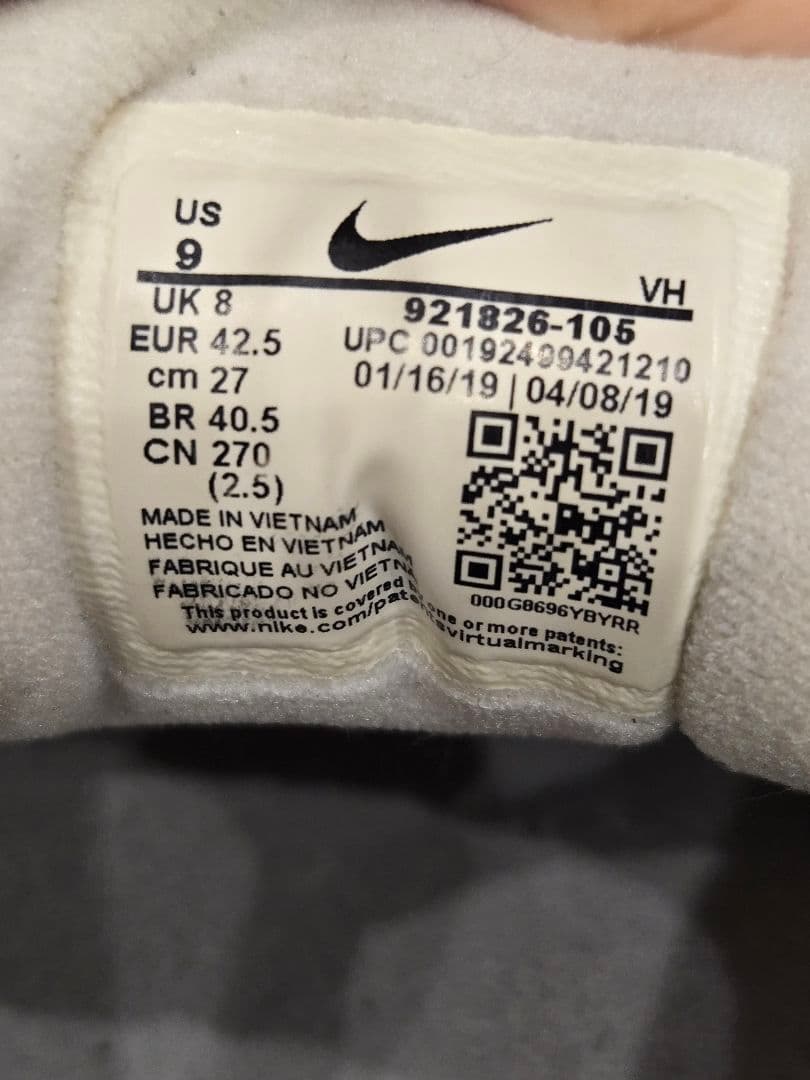 US
9
VH
UK 8
921826-105
EUR 42.5
UPC 00192499421210
cm 27
01/16/19 | 04/08/19
BR 40.5
CN 270
(2.5)
MADE IN VIETNAM
HECHO EN VIETNAM
FABRIQUE AU VIETNAM
FABRICADO NO VIETN
000G8696YBYRR
This product is covered by one or more patents:
www.nike.com/patentsvirtualmarking